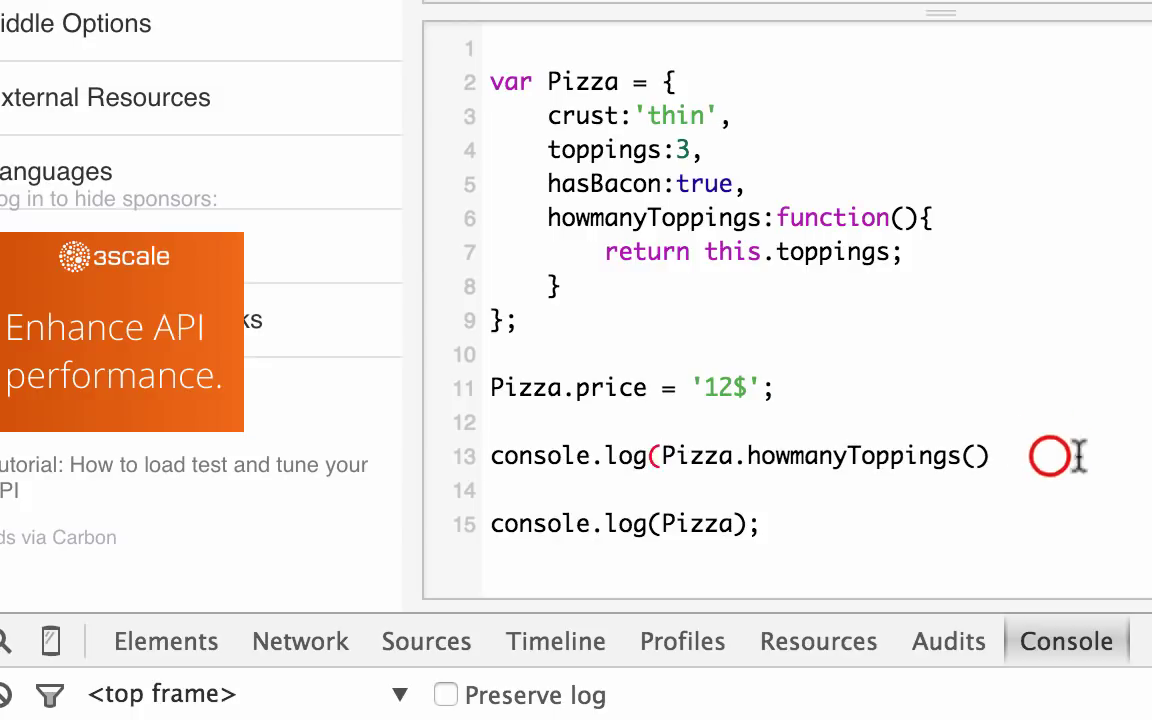 iddle Options
xternal Resources
anguages
og in to hide sponsors:
3scale
Enhance API
performance.
ks
utorial: How to load test and tune your
PI
ds via Carbon
1
2 var Pizza = {
3 crust:'thin',
4 toppings:3,
5 hasBacon:true,
6 howmanyToppings:function(){
7 return this.toppings;
8 }
9 };
10
11 Pizza.price = '12$';
12
13 console.log(Pizza.howmanyToppings()
14
15 console.log(Pizza);
Elements Network Sources Timeline Profiles Resources Audits Console
<top frame> ▼ Preserve log